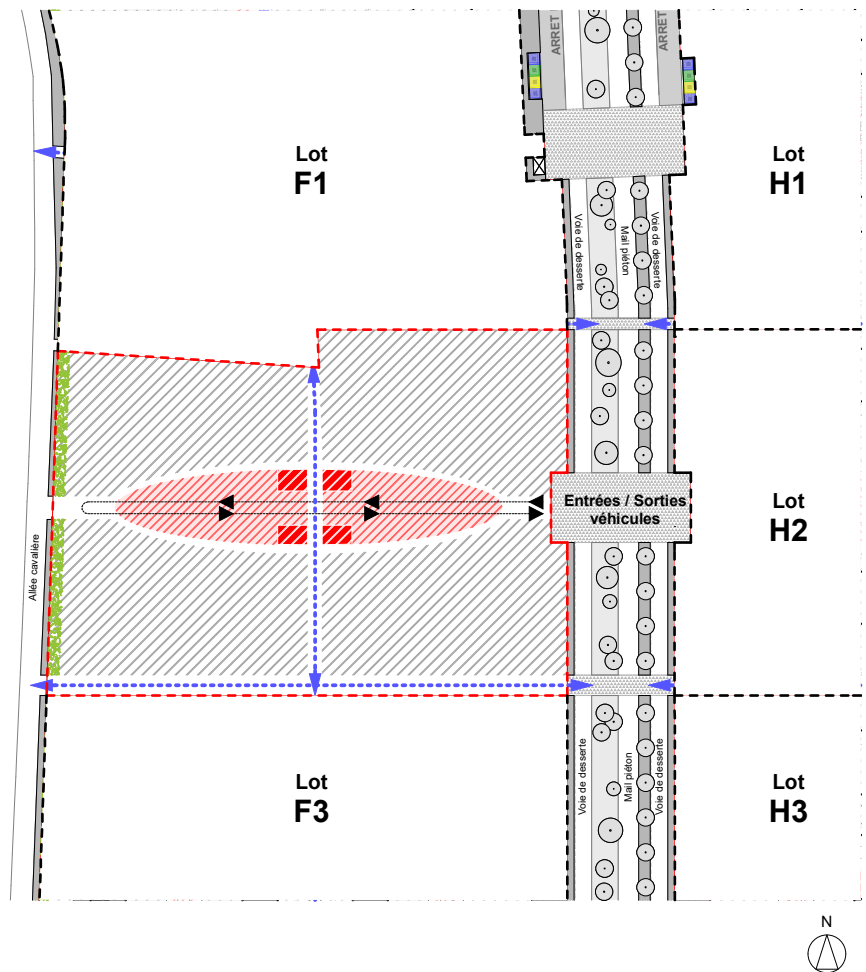 ARRET
ARRET
Lot
F1
Lot
H1
Voie de desserte
Mail piéton
Voie de desserte
Entrées / Sorties
véhicules
Lot
H2
Allée cavalière
Lot
F3
Voie de desserte
Mail piéton
Voie de desserte
Lot
H3
N